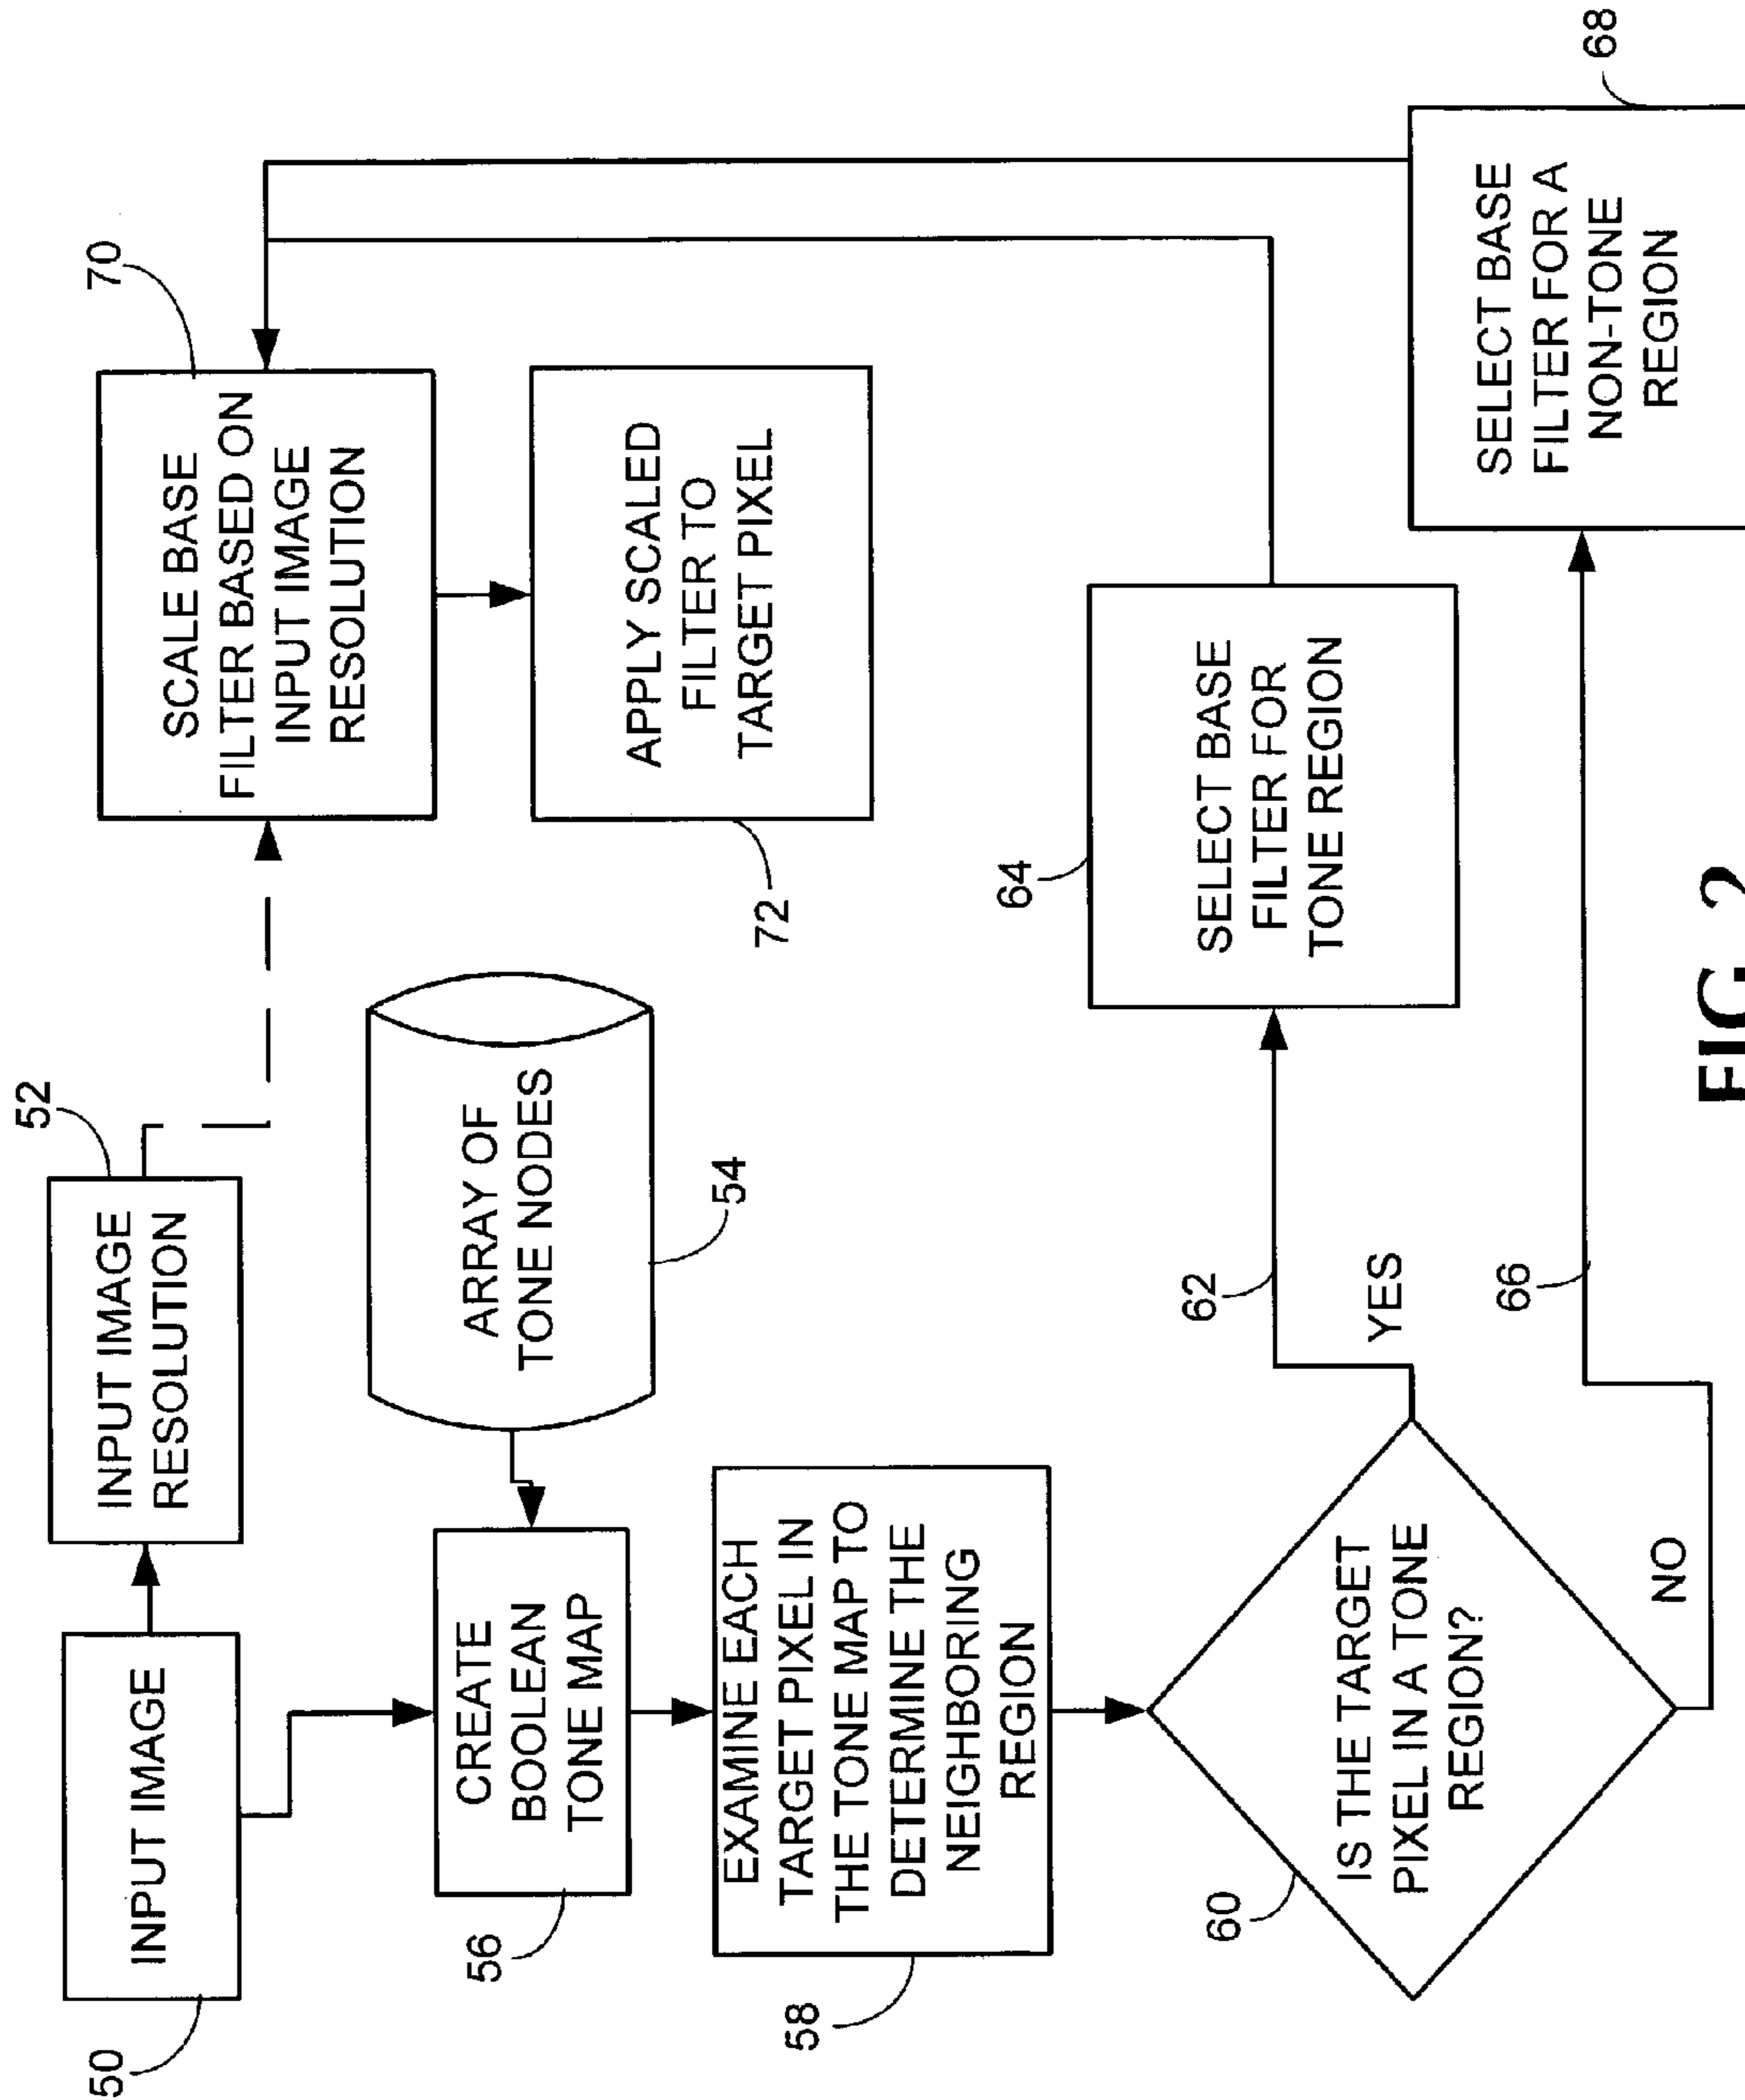 50
INPUT IMAGE
INPUT IMAGE
RESOLUTION
52
ARRAY OF
TONE NODES
54
CREATE
BOOLEAN
TONE MAP
56
EXAMINE EACH
TARGET PIXEL IN
THE TONE MAP TO
DETERMINE THE
NEIGHBORING
REGION
58
IS THE TARGET
PIXEL IN A TONE
REGION?
60
62
YES
SELECT BASE
FILTER FOR
TONE REGION
64
66
NO
SELECT BASE
FILTER FOR A
NON-TONE
REGION
68
SCALE BASE
FILTER BASED ON
INPUT IMAGE
RESOLUTION
70
APPLY SCALED
FILTER TO
TARGET PIXEL
72
FIG. 2